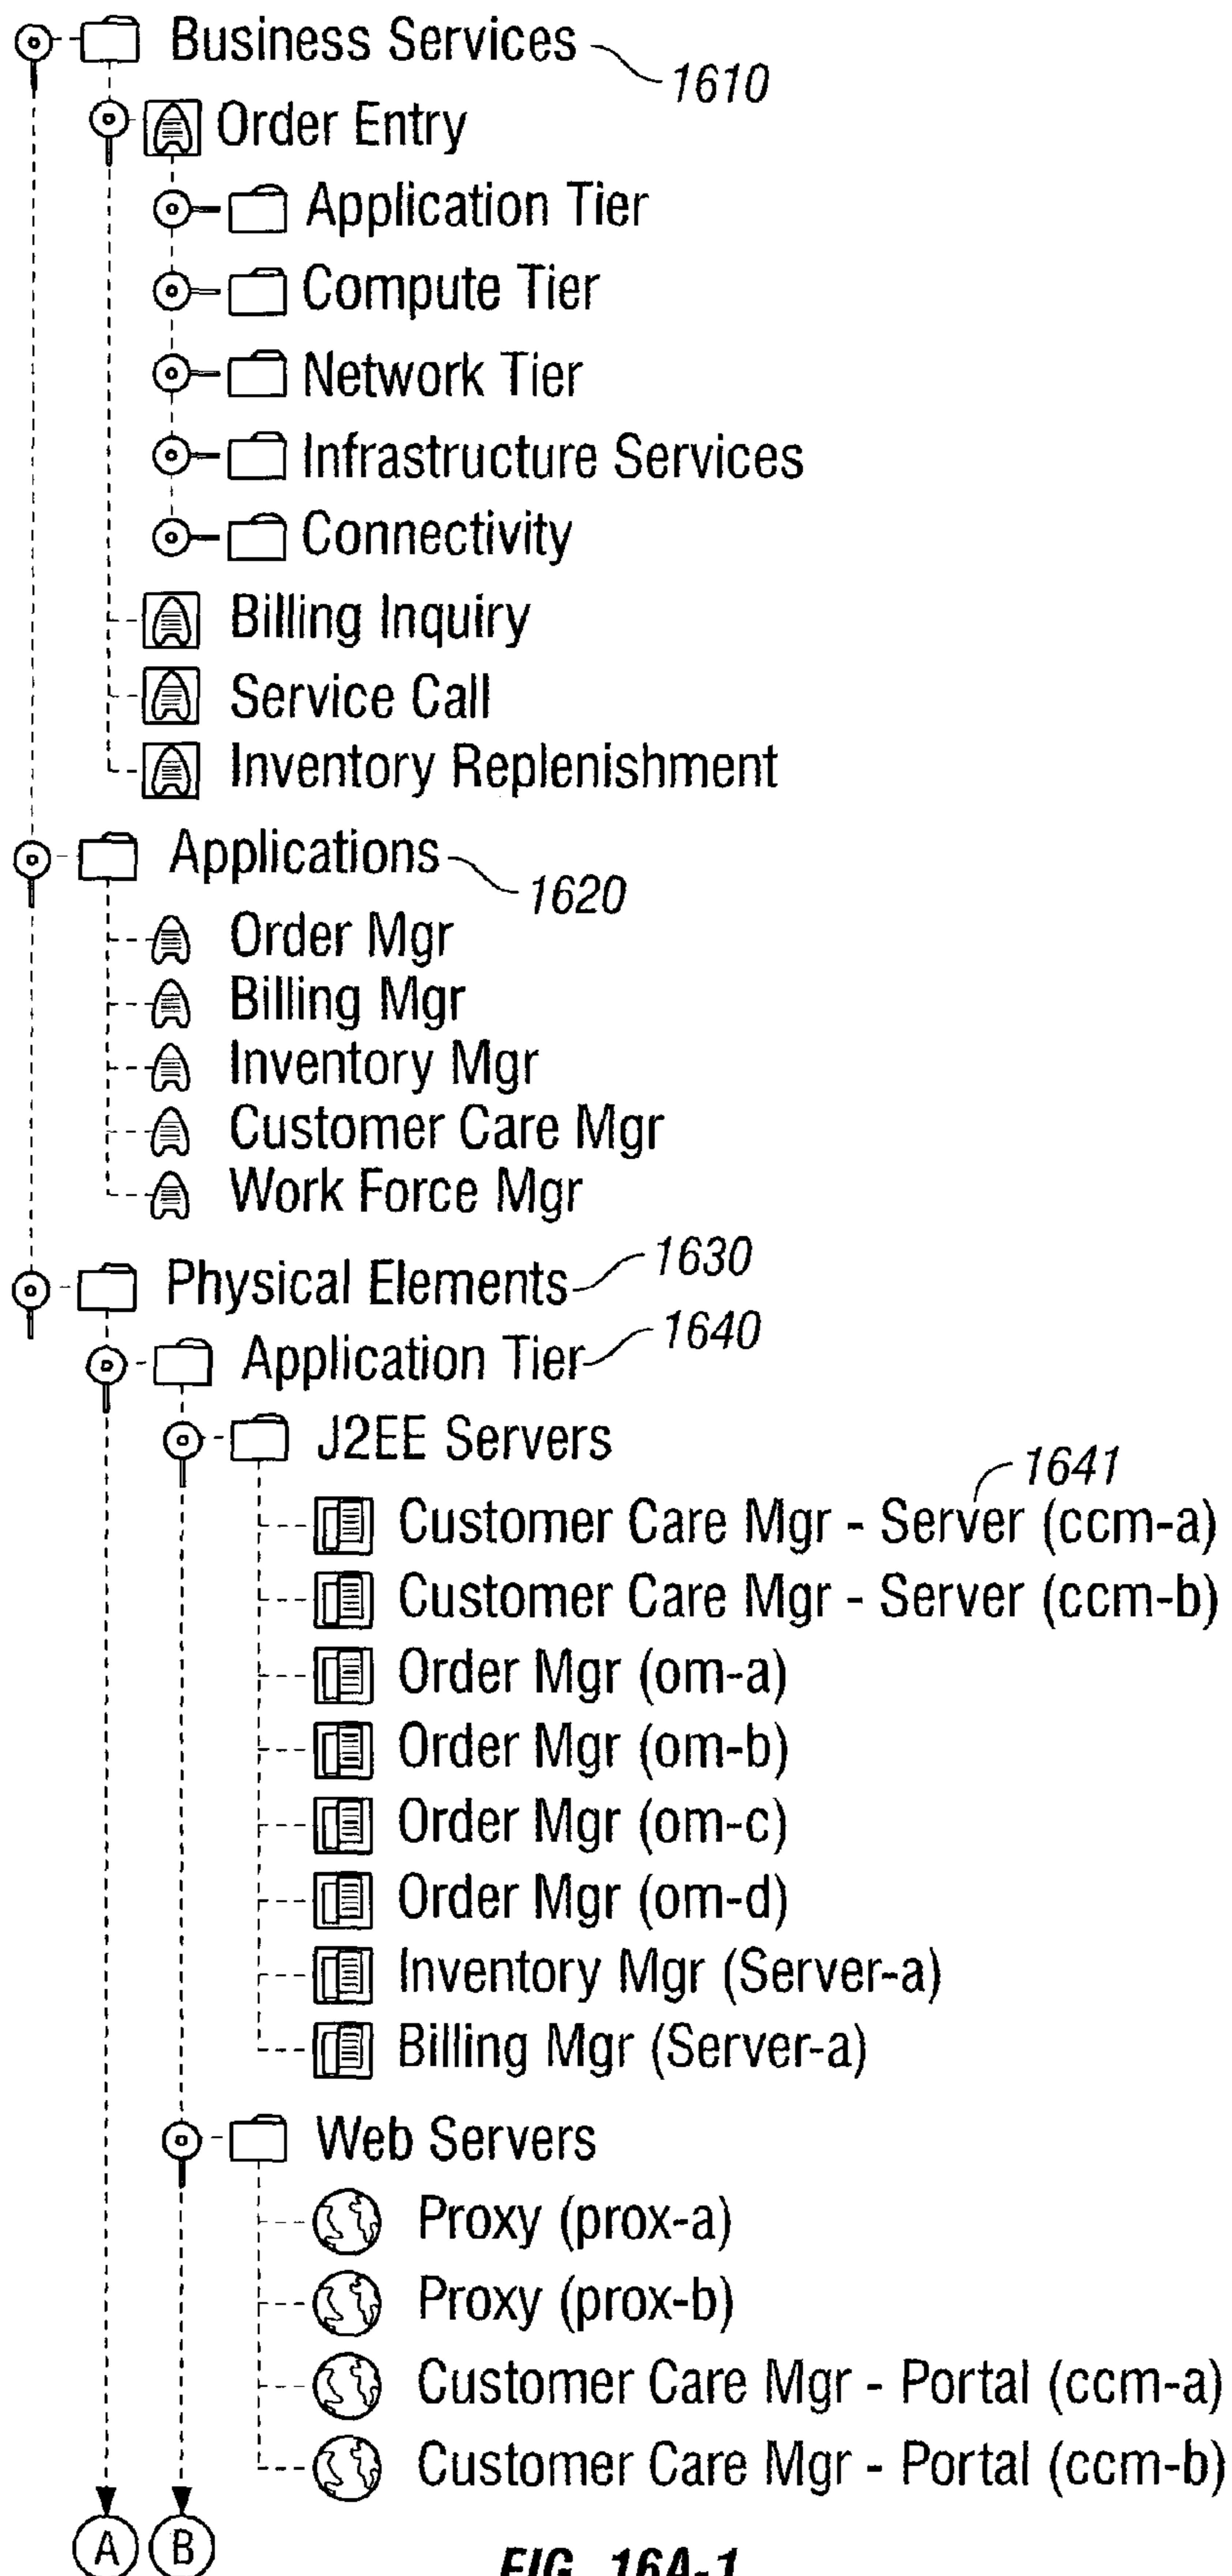 Business Services
1610
Order Entry
Application Tier
Compute Tier
Network Tier
Infrastructure Services
Connectivity
Billing Inquiry
Service Call
Inventory Replenishment
Applications
1620
Order Mgr
Billing Mgr
Inventory Mgr
Customer Care Mgr
Work Force Mgr
Physical Elements
1630
Application Tier
1640
J2EE Servers
1641
Customer Care Mgr - Server (ccm-a)
Customer Care Mgr - Server (ccm-b)
Order Mgr (om-a)
Order Mgr (om-b)
Order Mgr (om-c)
Order Mgr (om-d)
Inventory Mgr (Server-a)
Billing Mgr (Server-a)
Web Servers
Proxy (prox-a)
Proxy (prox-b)
Customer Care Mgr - Portal (ccm-a)
Customer Care Mgr - Portal (ccm-b)
A B
FIG. 16A-1